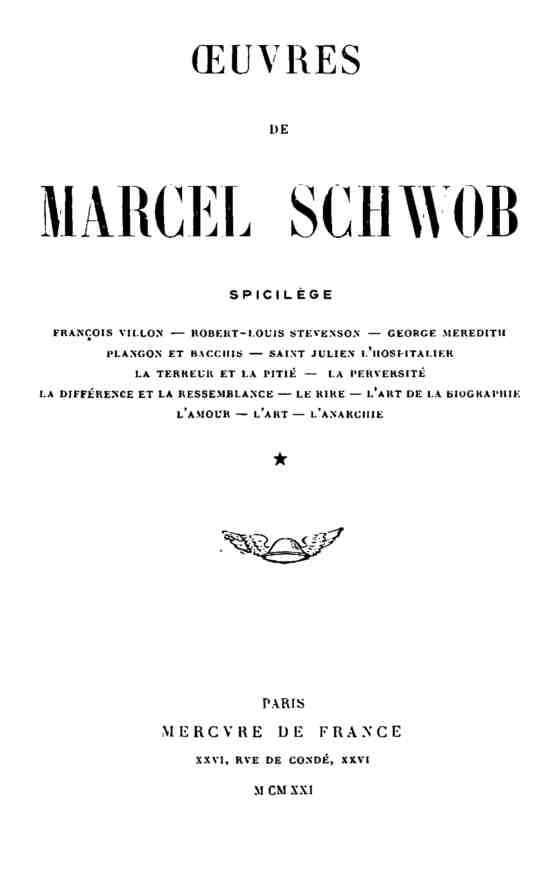 ŒUVRES
DE
MARCEL SCHWOB
SPICILÈGE
FRANÇOIS VILLON — ROBERT-LOUIS STEVENSON — GEORGE MEREDITH
PLANGON ET BACCHIS — SAINT JULIEN L'HOSPITALIER
LA TERREUR ET LA PITIÉ — LA PERVERSITÉ
LA DIFFÉRENCE ET LA RESSEMBLANCE — LE RIRE — L'ART DE LA BIOGRAPHIE
L'AMOUR — L'ART — L'ANARCHIE
★
PARIS
MERCVRE DE FRANCE
XXVI, RVE DE CONDÉ, XXVI
MCMXXI